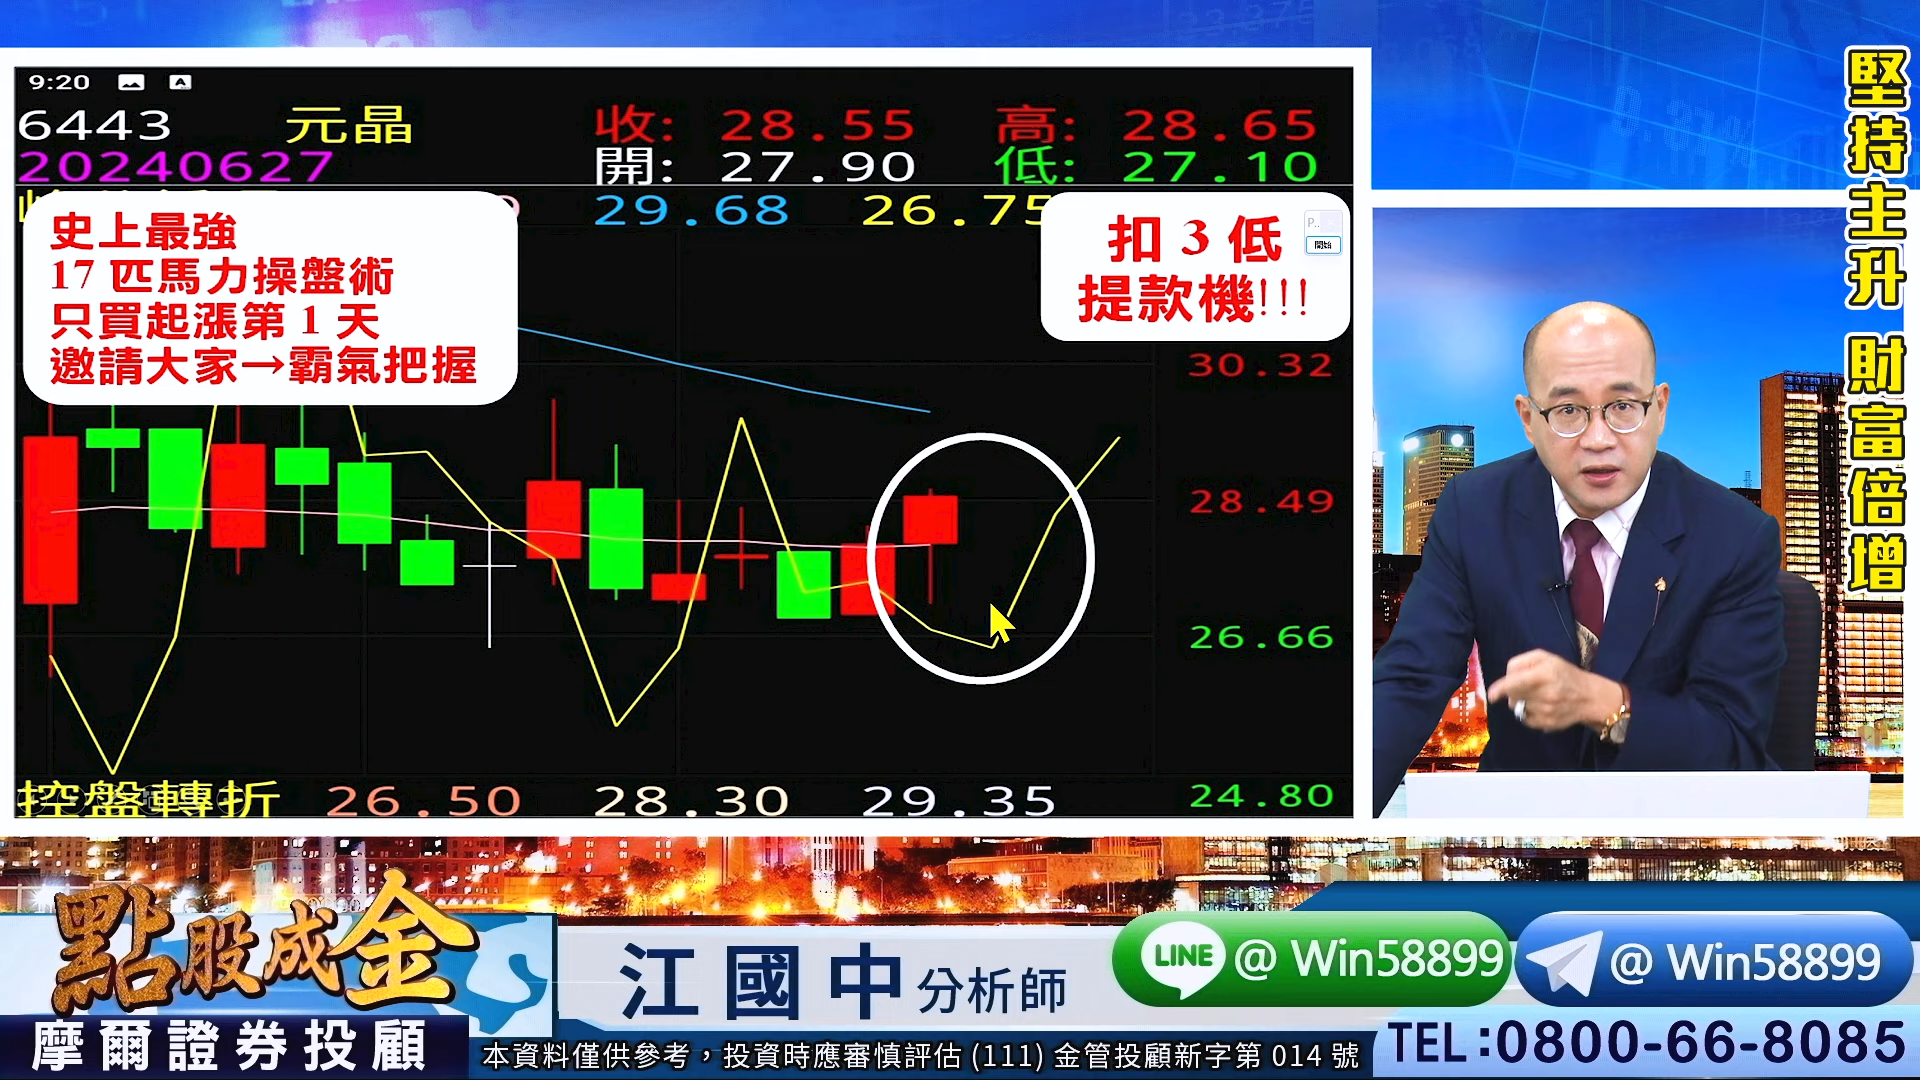 9:20
6443 元晶 收: 28.55 高: 28.65
20240627 開: 27.90 低: 27.10
29.68 26.75
史上最強
17 匹馬力操盤術
只買起漲第 1 天
邀請大家→霸氣把握
扣 3 低
提款機!!!
開始
30.32
28.49
26.66
24.80
控盤轉折 26.50 28.30 29.35
堅持主升 財富倍增
點股成金
摩爾證券投顧
江國中分析師
LINE @ Win58899
@ Win58899
TEL:0800-66-8085
本資料僅供參考，投資時應審慎評估 (111) 金管投顧新字第 014 號